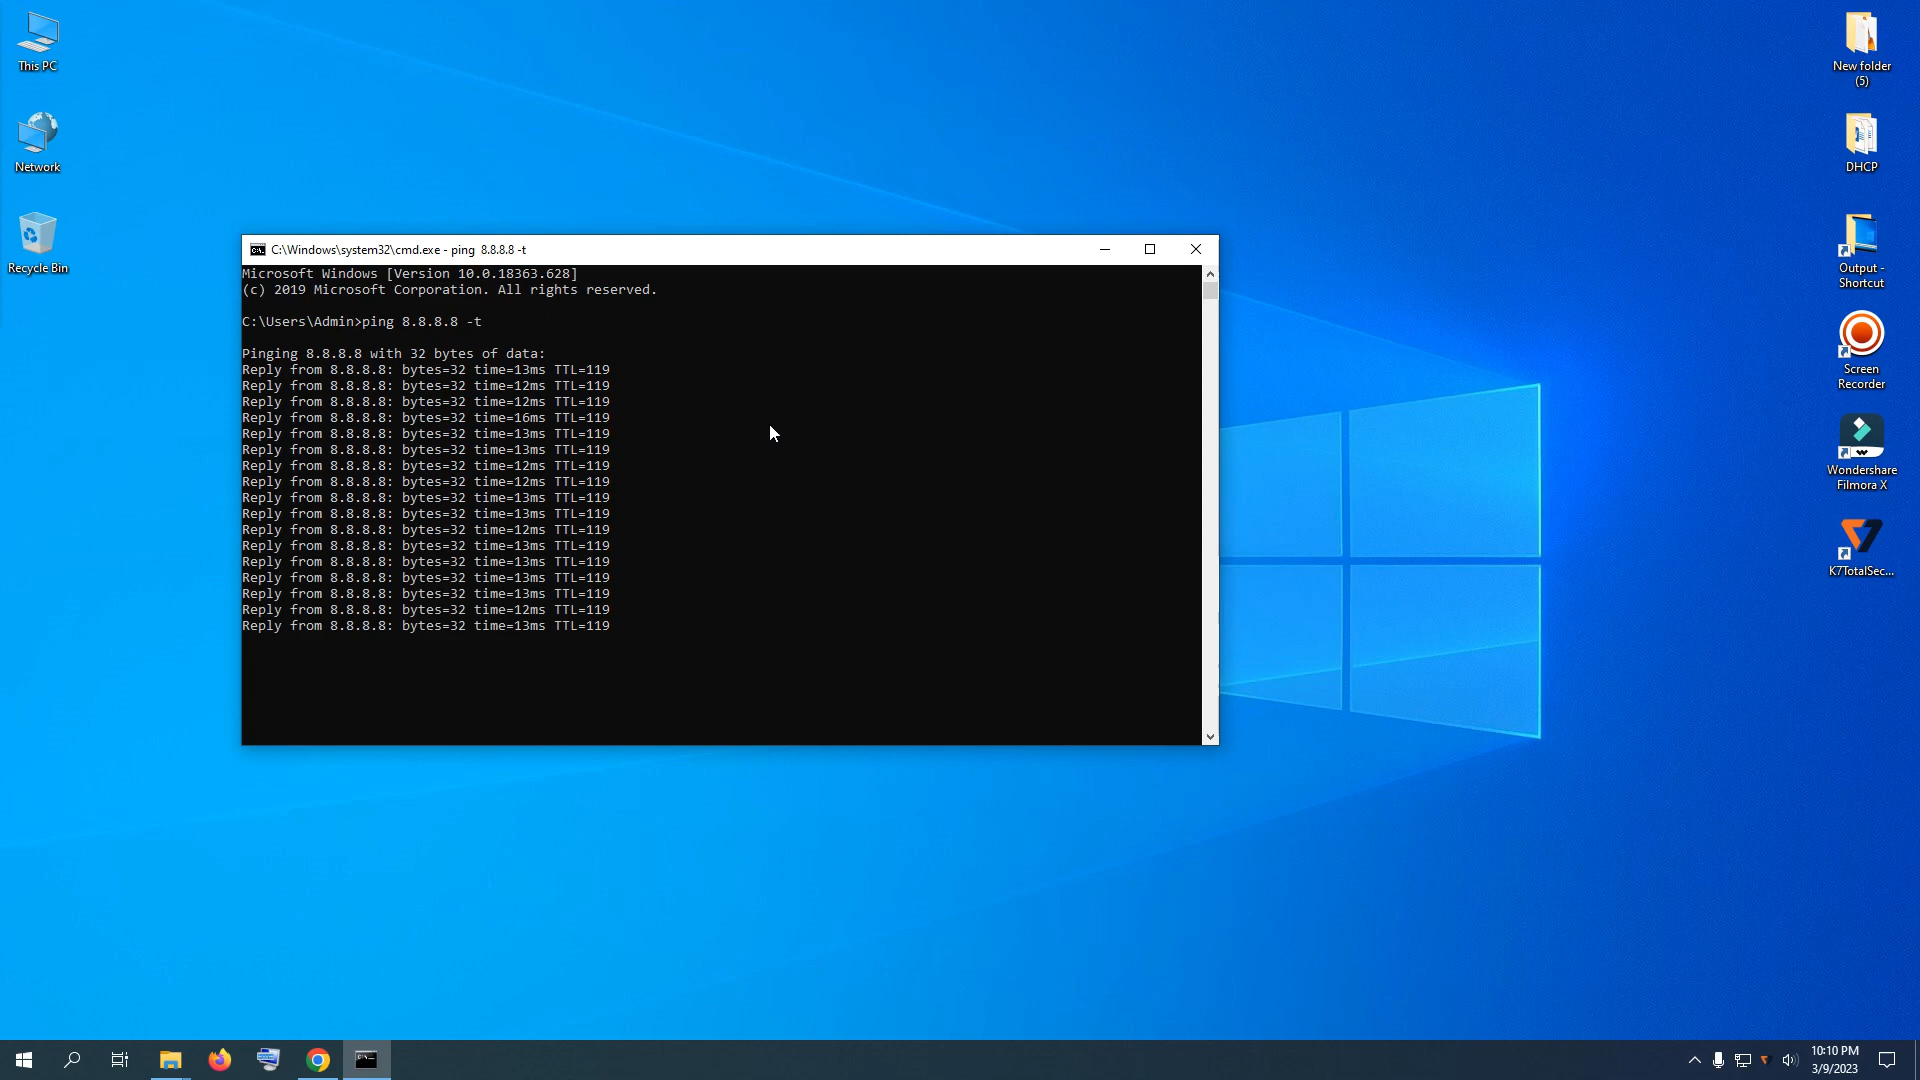 This PC
Network
Recycle Bin
C:\Windows\system32\cmd.exe - ping  8.8.8.8 -t
Microsoft Windows [Version 10.0.18363.628]
(c) 2019 Microsoft Corporation. All rights reserved.
C:\Users\Admin>ping 8.8.8.8 -t
Pinging 8.8.8.8 with 32 bytes of data:
Reply from 8.8.8.8: bytes=32 time=13ms TTL=119
Reply from 8.8.8.8: bytes=32 time=12ms TTL=119
Reply from 8.8.8.8: bytes=32 time=12ms TTL=119
Reply from 8.8.8.8: bytes=32 time=16ms TTL=119
Reply from 8.8.8.8: bytes=32 time=13ms TTL=119
Reply from 8.8.8.8: bytes=32 time=13ms TTL=119
Reply from 8.8.8.8: bytes=32 time=12ms TTL=119
Reply from 8.8.8.8: bytes=32 time=12ms TTL=119
Reply from 8.8.8.8: bytes=32 time=13ms TTL=119
Reply from 8.8.8.8: bytes=32 time=13ms TTL=119
Reply from 8.8.8.8: bytes=32 time=12ms TTL=119
Reply from 8.8.8.8: bytes=32 time=13ms TTL=119
Reply from 8.8.8.8: bytes=32 time=13ms TTL=119
Reply from 8.8.8.8: bytes=32 time=13ms TTL=119
Reply from 8.8.8.8: bytes=32 time=13ms TTL=119
Reply from 8.8.8.8: bytes=32 time=12ms TTL=119
Reply from 8.8.8.8: bytes=32 time=13ms TTL=119
New folder
(5)
DHCP
Output -
Shortcut
Screen
Recorder
Wondershare
Filmora X
K7TotalSec...
10:10 PM
3/9/2023